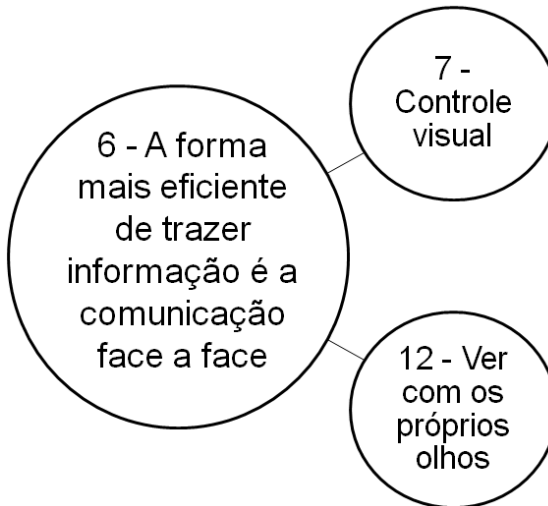 6 - A forma
mais eficiente
de trazer
informação é a
comunicação
face a face
7 -
Controle
visual
12 - Ver
com os
próprios
olhos